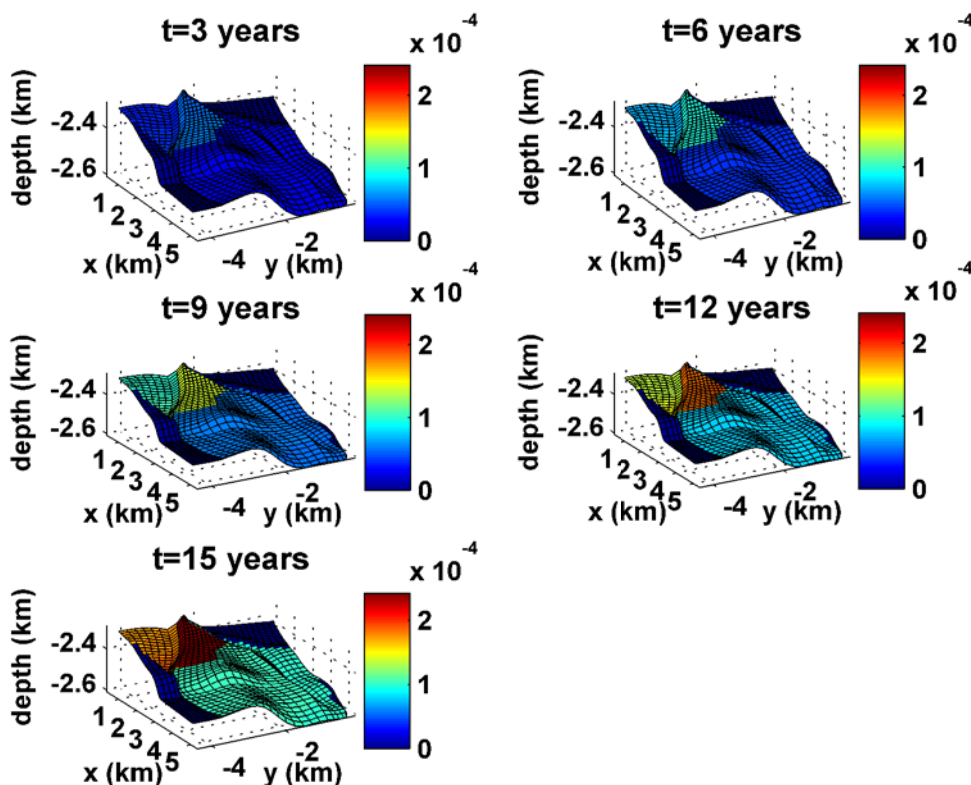 t=3 years
x 10 -4
depth (km)
-2.4
-2.6
1
2
3
4
5
x (km)
-4
-2
y (km)
2
1
0
t=6 years
x 10 -4
depth (km)
-2.4
-2.6
1
2
3
4
5
x (km)
-4
-2
y (km)
2
1
0
t=9 years
x 10 -4
depth (km)
-2.4
-2.6
1
2
3
4
5
x (km)
-4
-2
y (km)
2
1
0
t=12 years
x 10 -4
depth (km)
-2.4
-2.6
1
2
3
4
5
x (km)
-4
-2
y (km)
2
1
0
t=15 years
x 10 -4
depth (km)
-2.4
-2.6
1
2
3
4
5
x (km)
-4
-2
y (km)
2
1
0